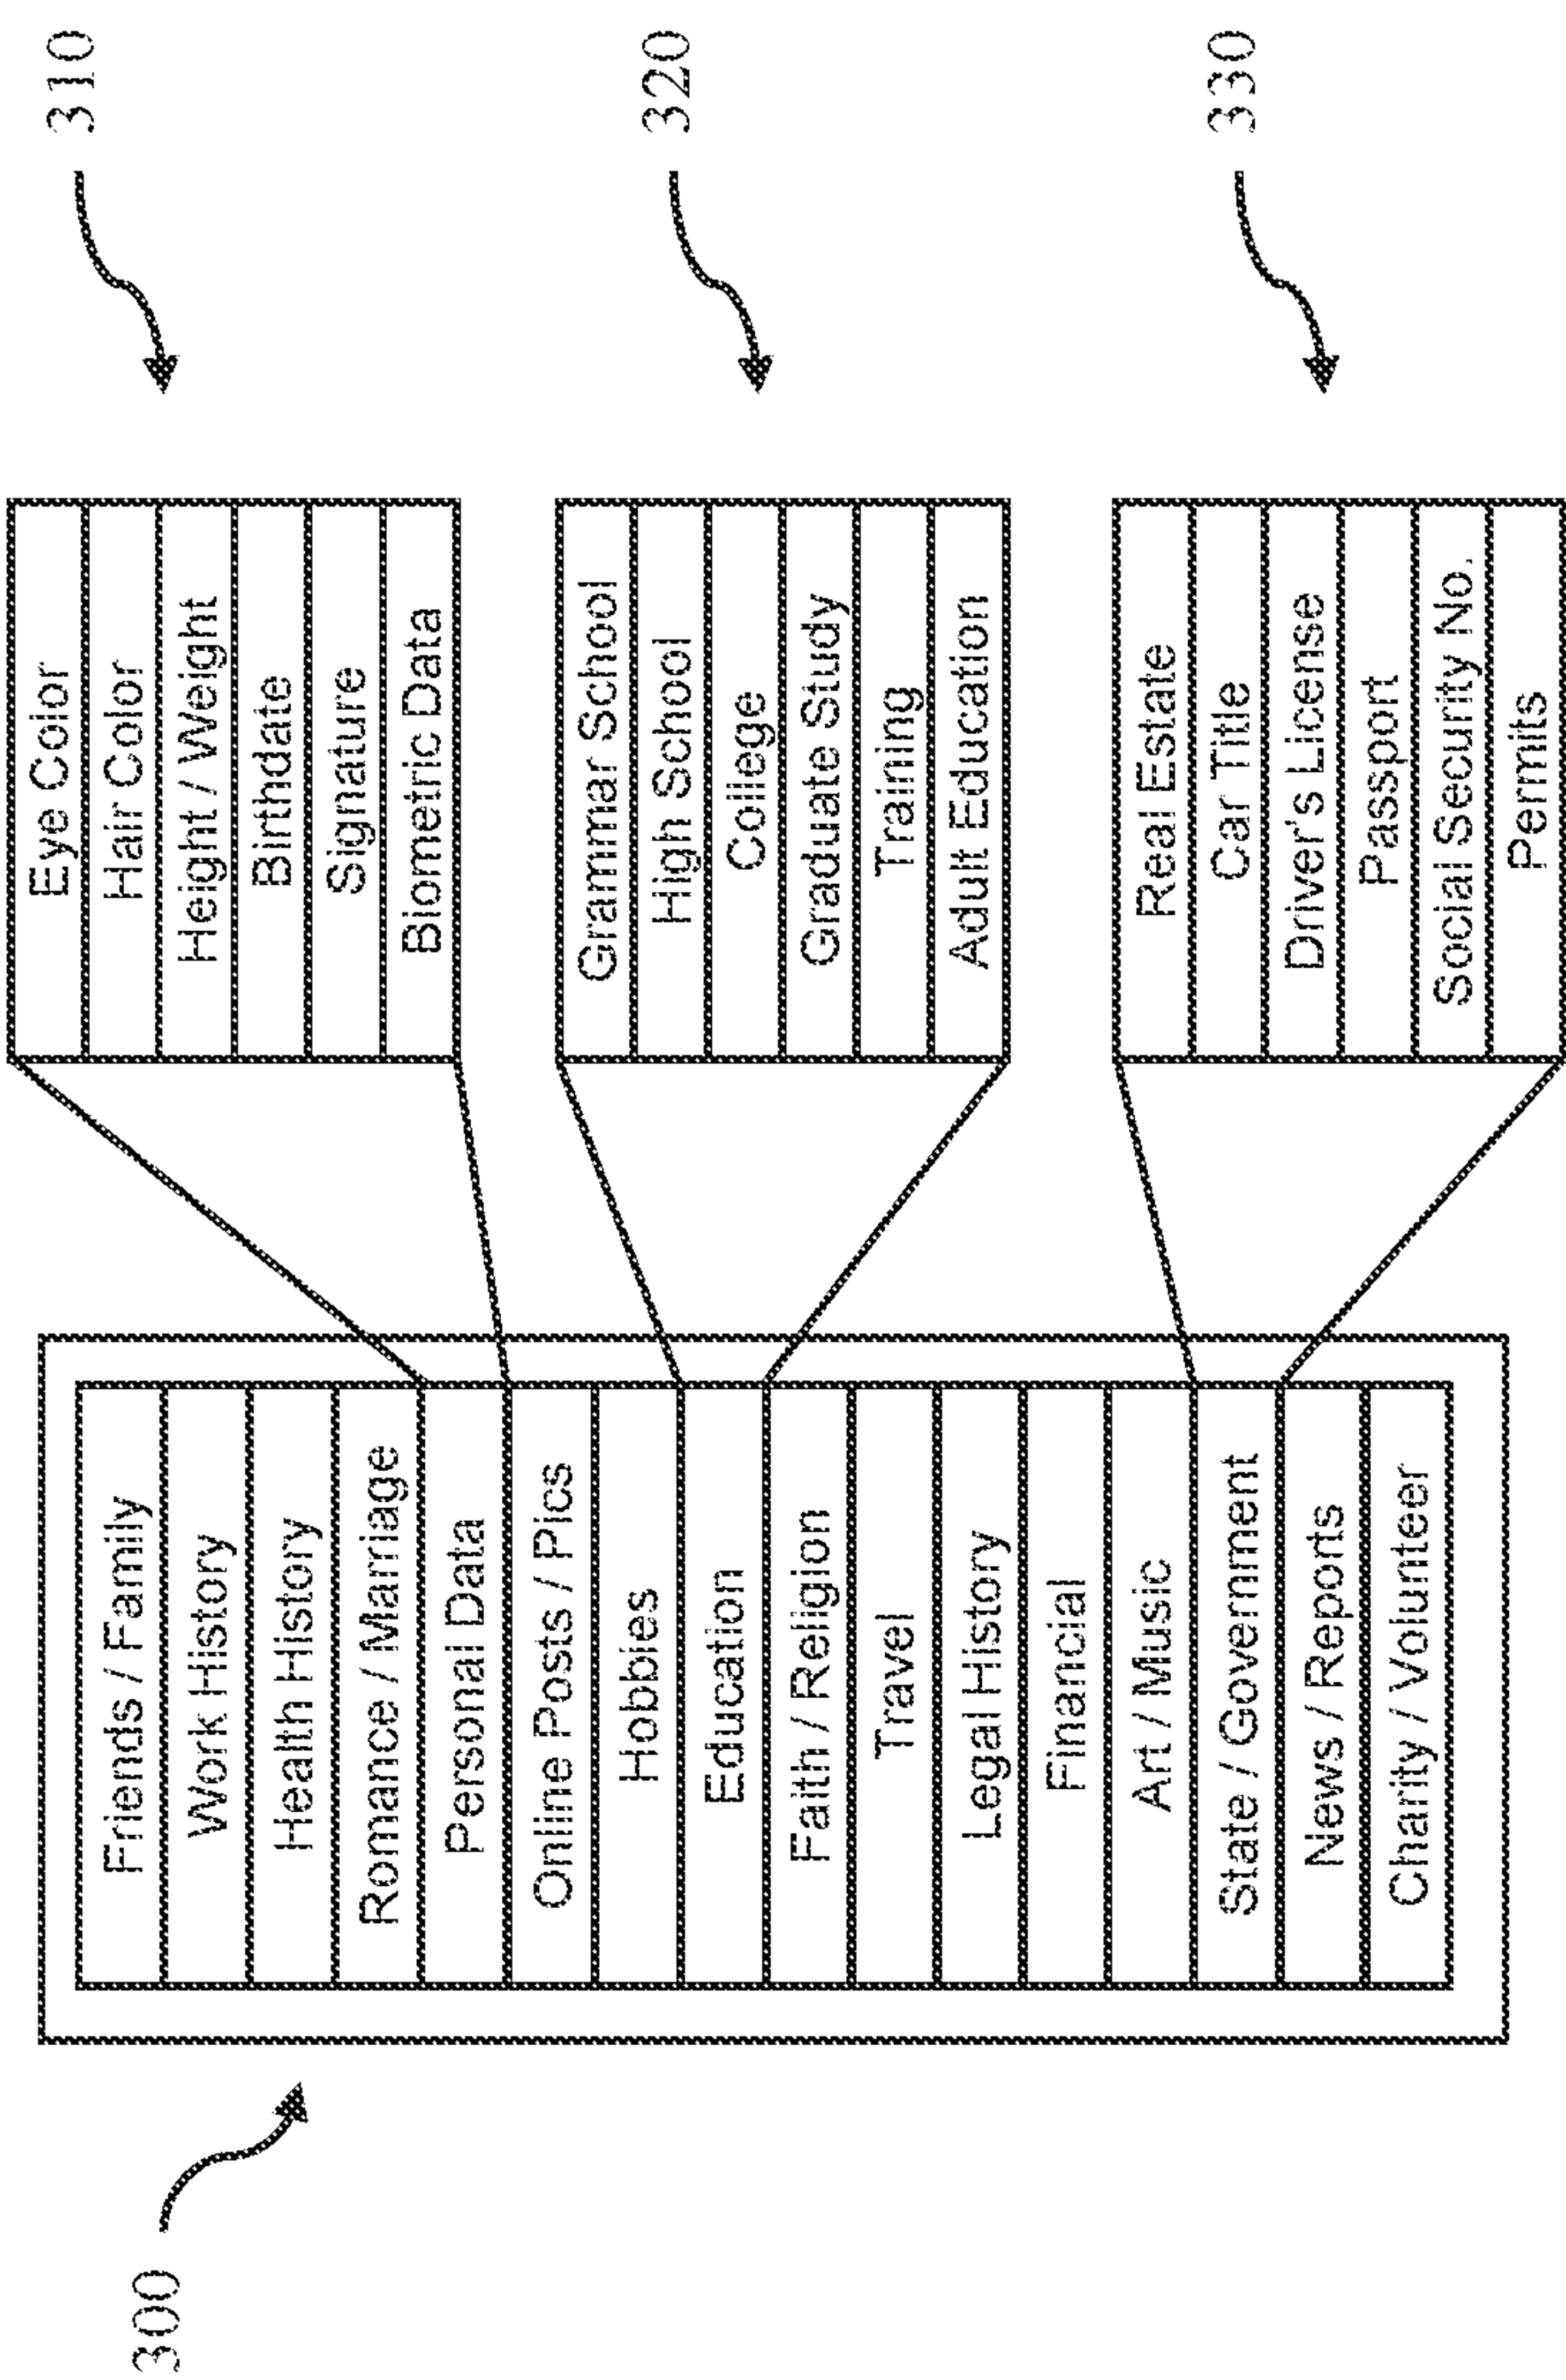 300
Friends / Family
Work History
Health History
Romance / Marriage
Personal Data
Online Posts / Pics
Hobbies
Education
Faith / Religion
Travel
Legal History
Financial
Art / Music
State / Government
News / Reports
Charity / Volunteer
310
Eye Color
Hair Color
Height / Weight
Birthdate
Signature
Biometric Data
320
Grammar School
High School
College
Graduate Study
Training
Adult Education
330
Real Estate
Car Title
Driver's License
Passport
Social Security No.
Permits